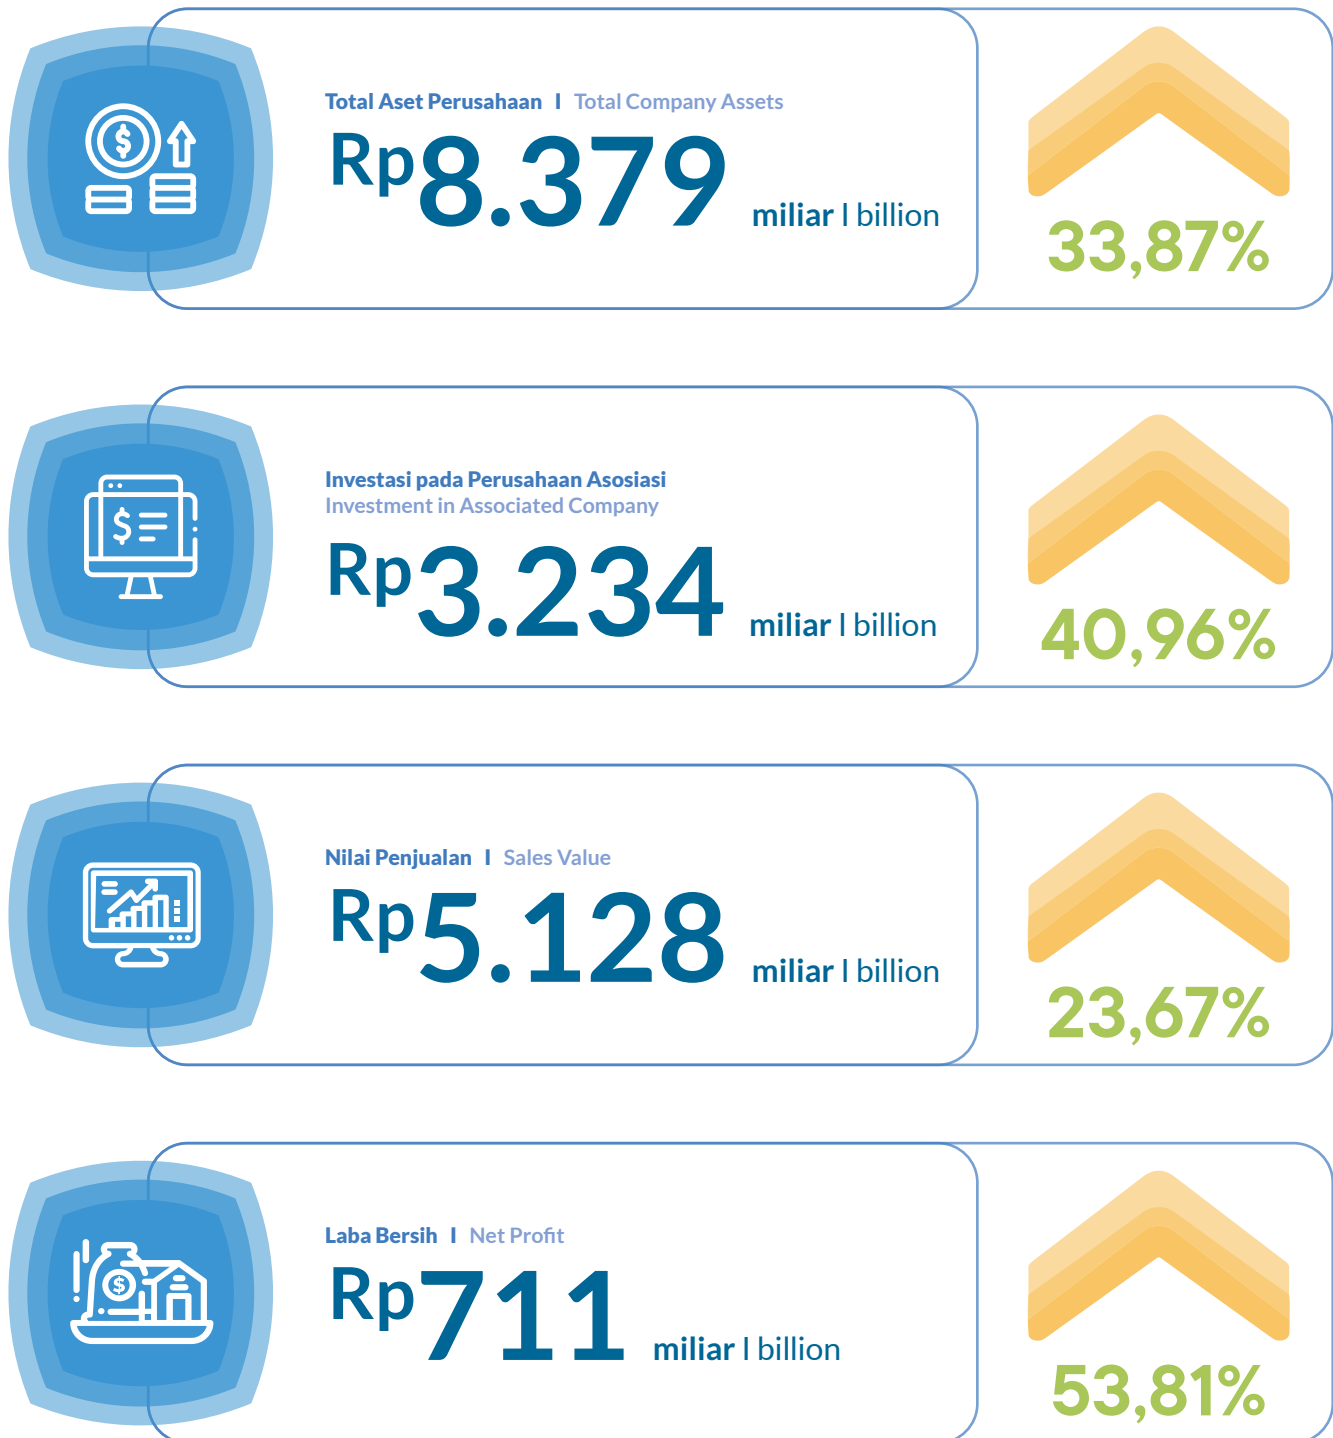 Total Aset Perusahaan I Total Company Assets
Rp8.379 miliar I billion
33,87%
Investasi pada Perusahaan Asosiasi
Investment in Associated Company
Rp3.234 miliar I billion
40,96%
Nilai Penjualan I Sales Value
Rp5.128 miliar I billion
23,67%
Laba Bersih I Net Profit
Rp711 miliar I billion
53,81%